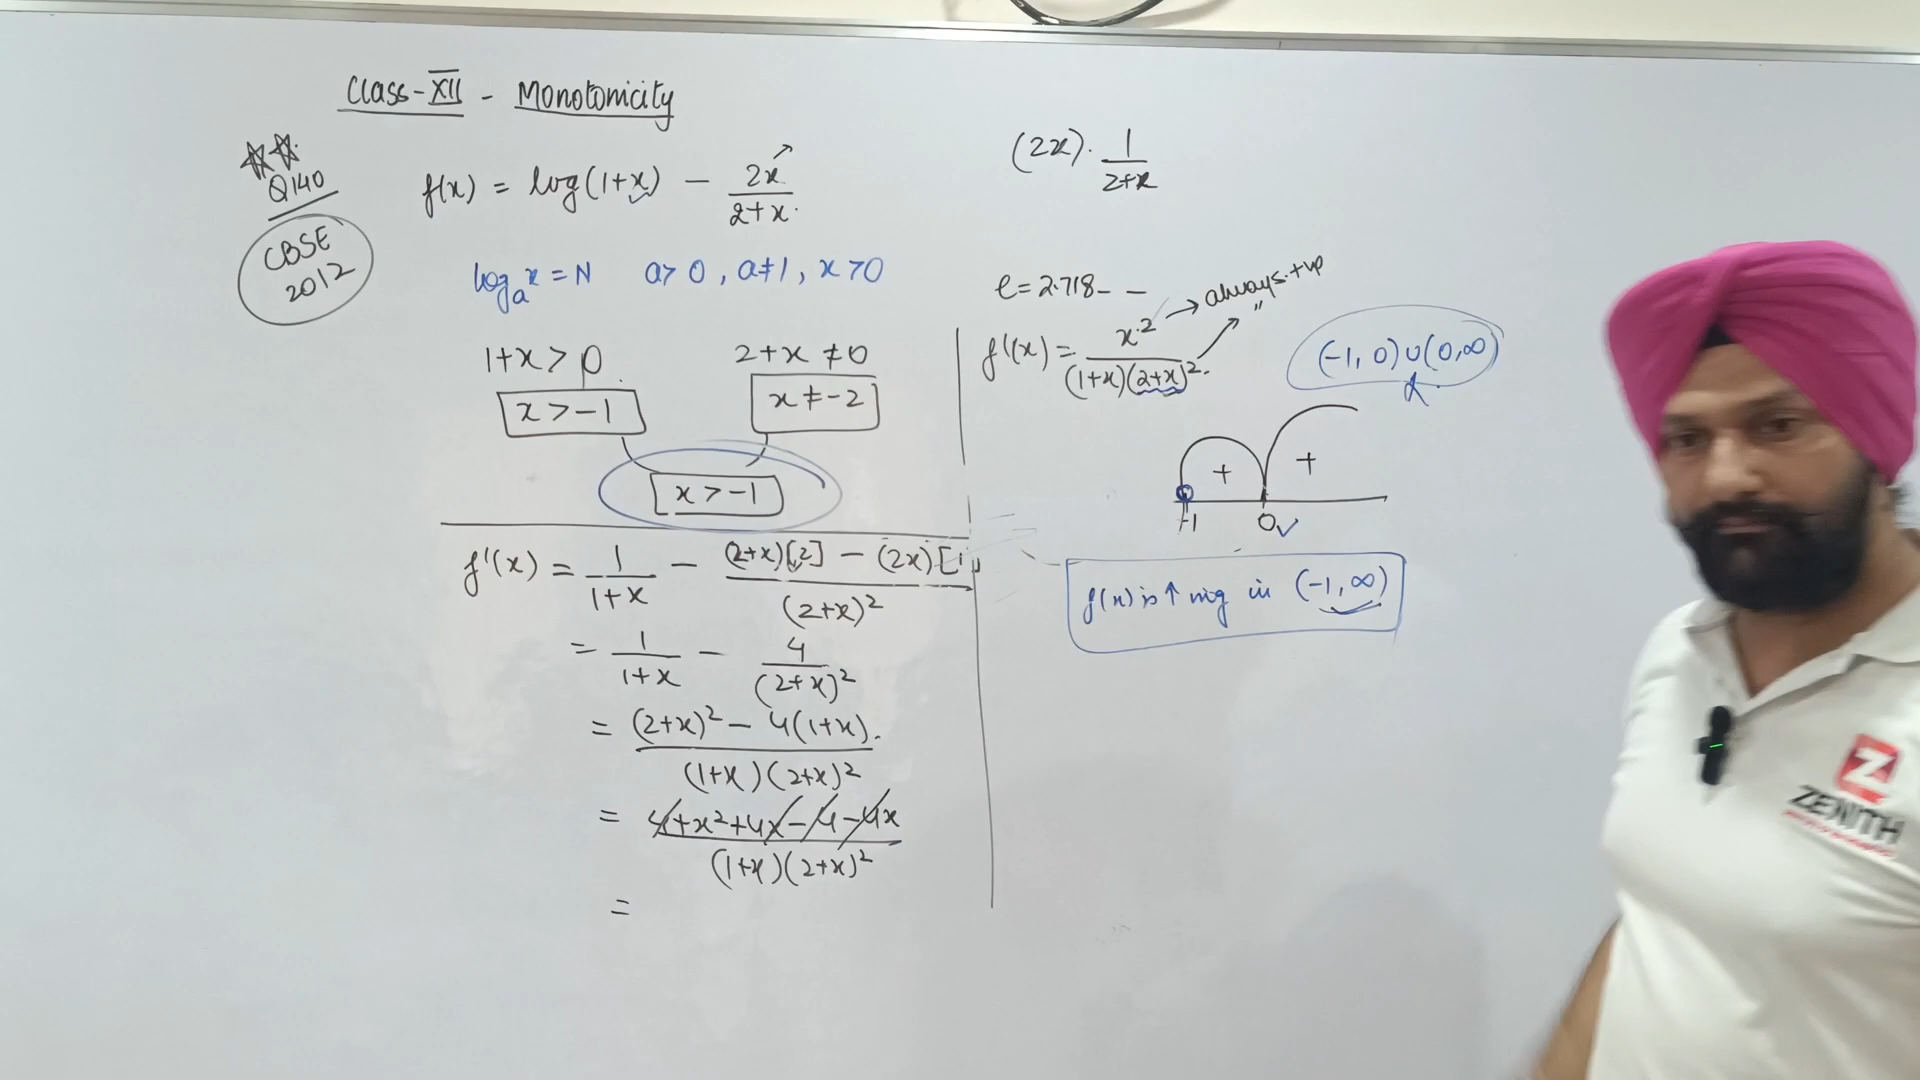 Class-XII - Monotonicity
Q140
CBSE
2012
f(x) = log(1+x) - 2x/(2+x)
logₐx = N a>0, a≠1, x>0
1+x>0
2+x≠0
x>-1
x≠-2
x>-1
f'(x) = 1/(1+x) - ((2+x)[2] - (2x)[1])/(2+x)²
= 1/(1+x) - 4/(2+x)²
= ((2+x)² - 4(1+x))/((1+x)(2+x)²)
= (4+x²+4x-4-4x)/((1+x)(2+x)²)
=
(2x)·1/(2+x)
e=2.718--
f'(x) = x²/((1+x)(2+x)²) → always +
"
(-1,0)∪(0,∞)
+ +
-1 0
f(x) is ↑ in (-1,∞)
ZENITH